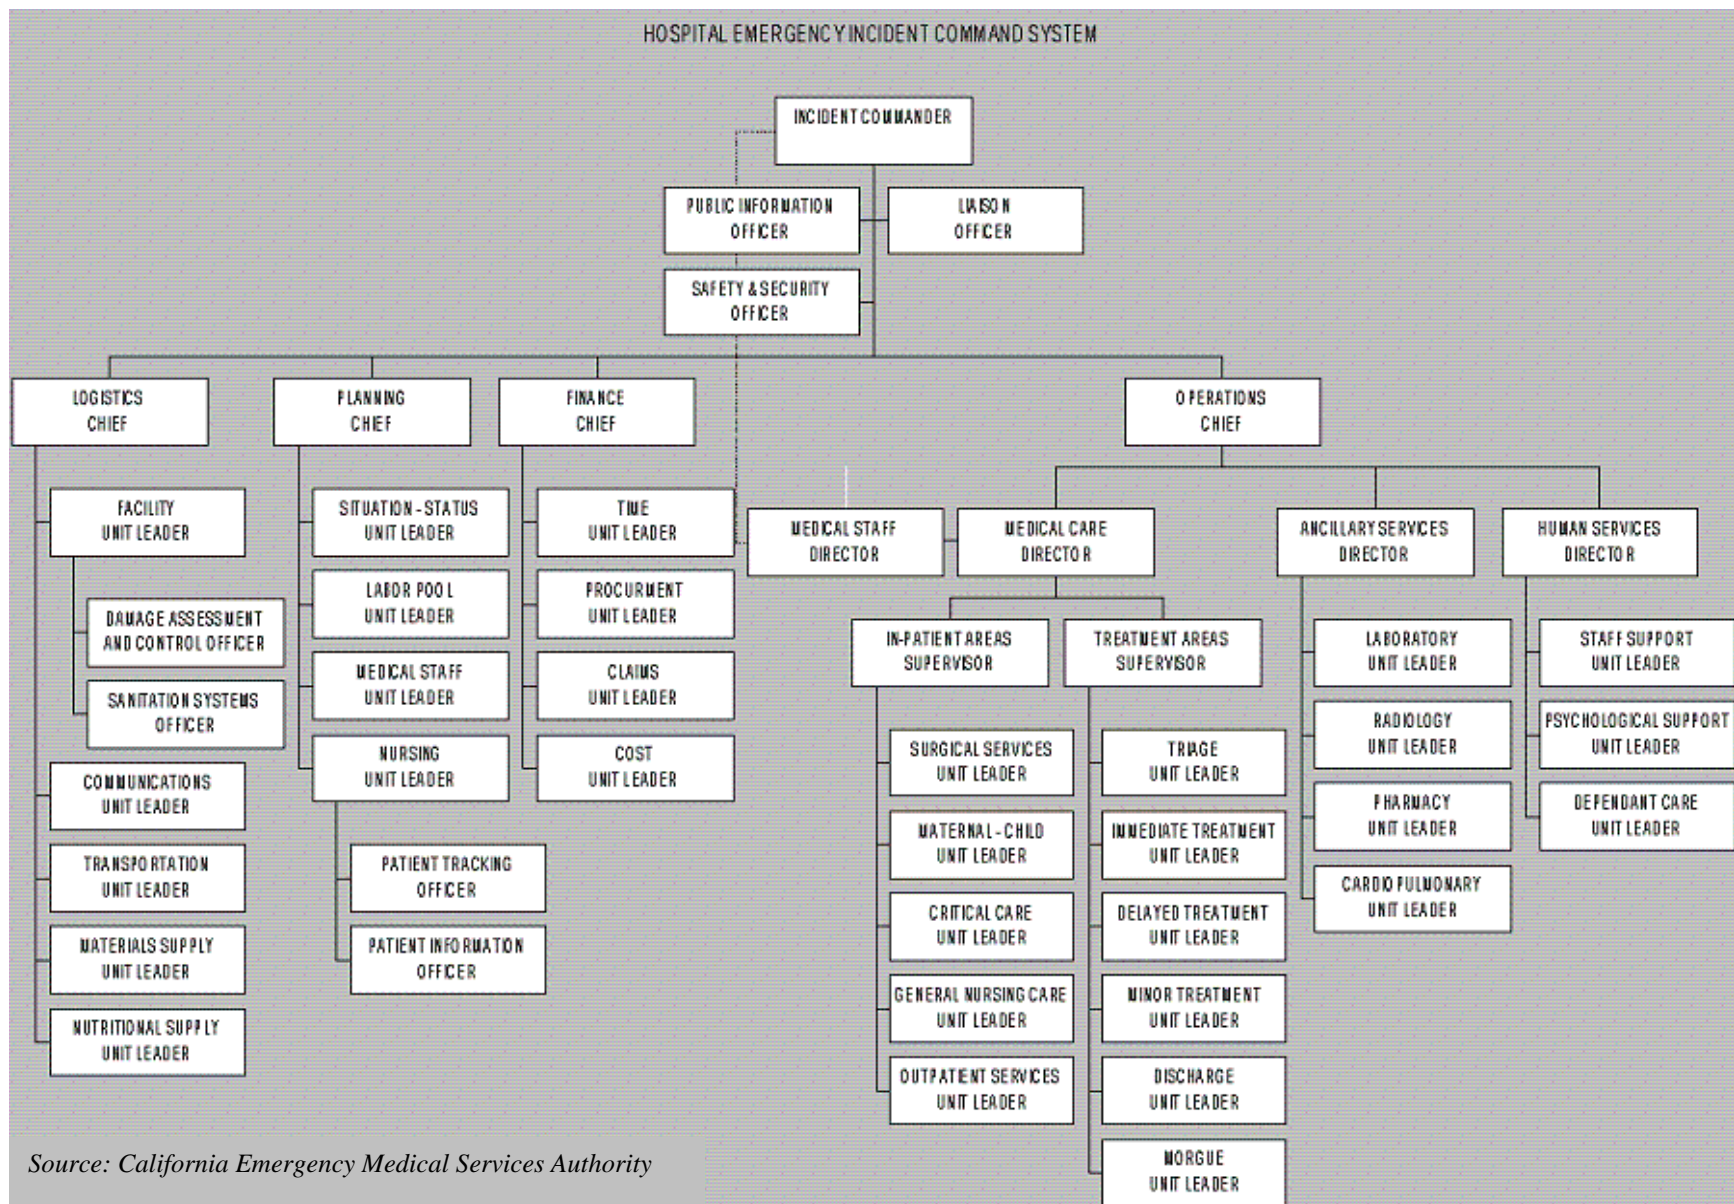 HOSPITAL EMERGENCY INCIDENT COMMAND SYSTEM
INCIDENT COMMANDER
PUBLIC INFORMATION
OFFICER
LIAISON
OFFICER
SAFETY & SECURITY
OFFICER
LOGISTICS
CHIEF
PLANNING
CHIEF
FINANCE
CHIEF
OPERATIONS
CHIEF
FACILITY
UNIT LEADER
DAMAGE ASSESSMENT
AND CONTROL OFFICER
SANITATION SYSTEMS
OFFICER
COMMUNICATIONS
UNIT LEADER
TRANSPORTATION
UNIT LEADER
MATERIALS SUPPLY
UNIT LEADER
NUTRITIONAL SUPPLY
UNIT LEADER
SITUATION - STATUS
UNIT LEADER
LABOR POOL
UNIT LEADER
MEDICAL STAFF
UNIT LEADER
NURSING
UNIT LEADER
PATIENT TRACKING
OFFICER
PATIENT INFORMATION
OFFICER
TIME
UNIT LEADER
PROCURMENT
UNIT LEADER
CLAIMS
UNIT LEADER
COST
UNIT LEADER
MEDICAL STAFF
DIRECTOR
MEDICAL CARE
DIRECTOR
IN-PATIENT AREAS
SUPERVISOR
SURGICAL SERVICES
UNIT LEADER
MATERNAL - CHILD
UNIT LEADER
CRITICAL CARE
UNIT LEADER
GENERAL NURSING CARE
UNIT LEADER
OUTPATIENT SERVICES
UNIT LEADER
TREATMENT AREAS
SUPERVISOR
TRIAGE
UNIT LEADER
IMMEDIATE TREATMENT
UNIT LEADER
DELAYED TREATMENT
UNIT LEADER
MINOR TREATMENT
UNIT LEADER
DISCHARGE
UNIT LEADER
MORGUE
UNIT LEADER
ANCILLARY SERVICES
DIRECTOR
LABORATORY
UNIT LEADER
RADIOLOGY
UNIT LEADER
PHARMACY
UNIT LEADER
CARDIOPULMONARY
UNIT LEADER
HUMAN SERVICES
DIRECTOR
STAFF SUPPORT
UNIT LEADER
PSYCHOLOGICAL SUPPORT
UNIT LEADER
DEPENDANT CARE
UNIT LEADER
Source: California Emergency Medical Services Authority